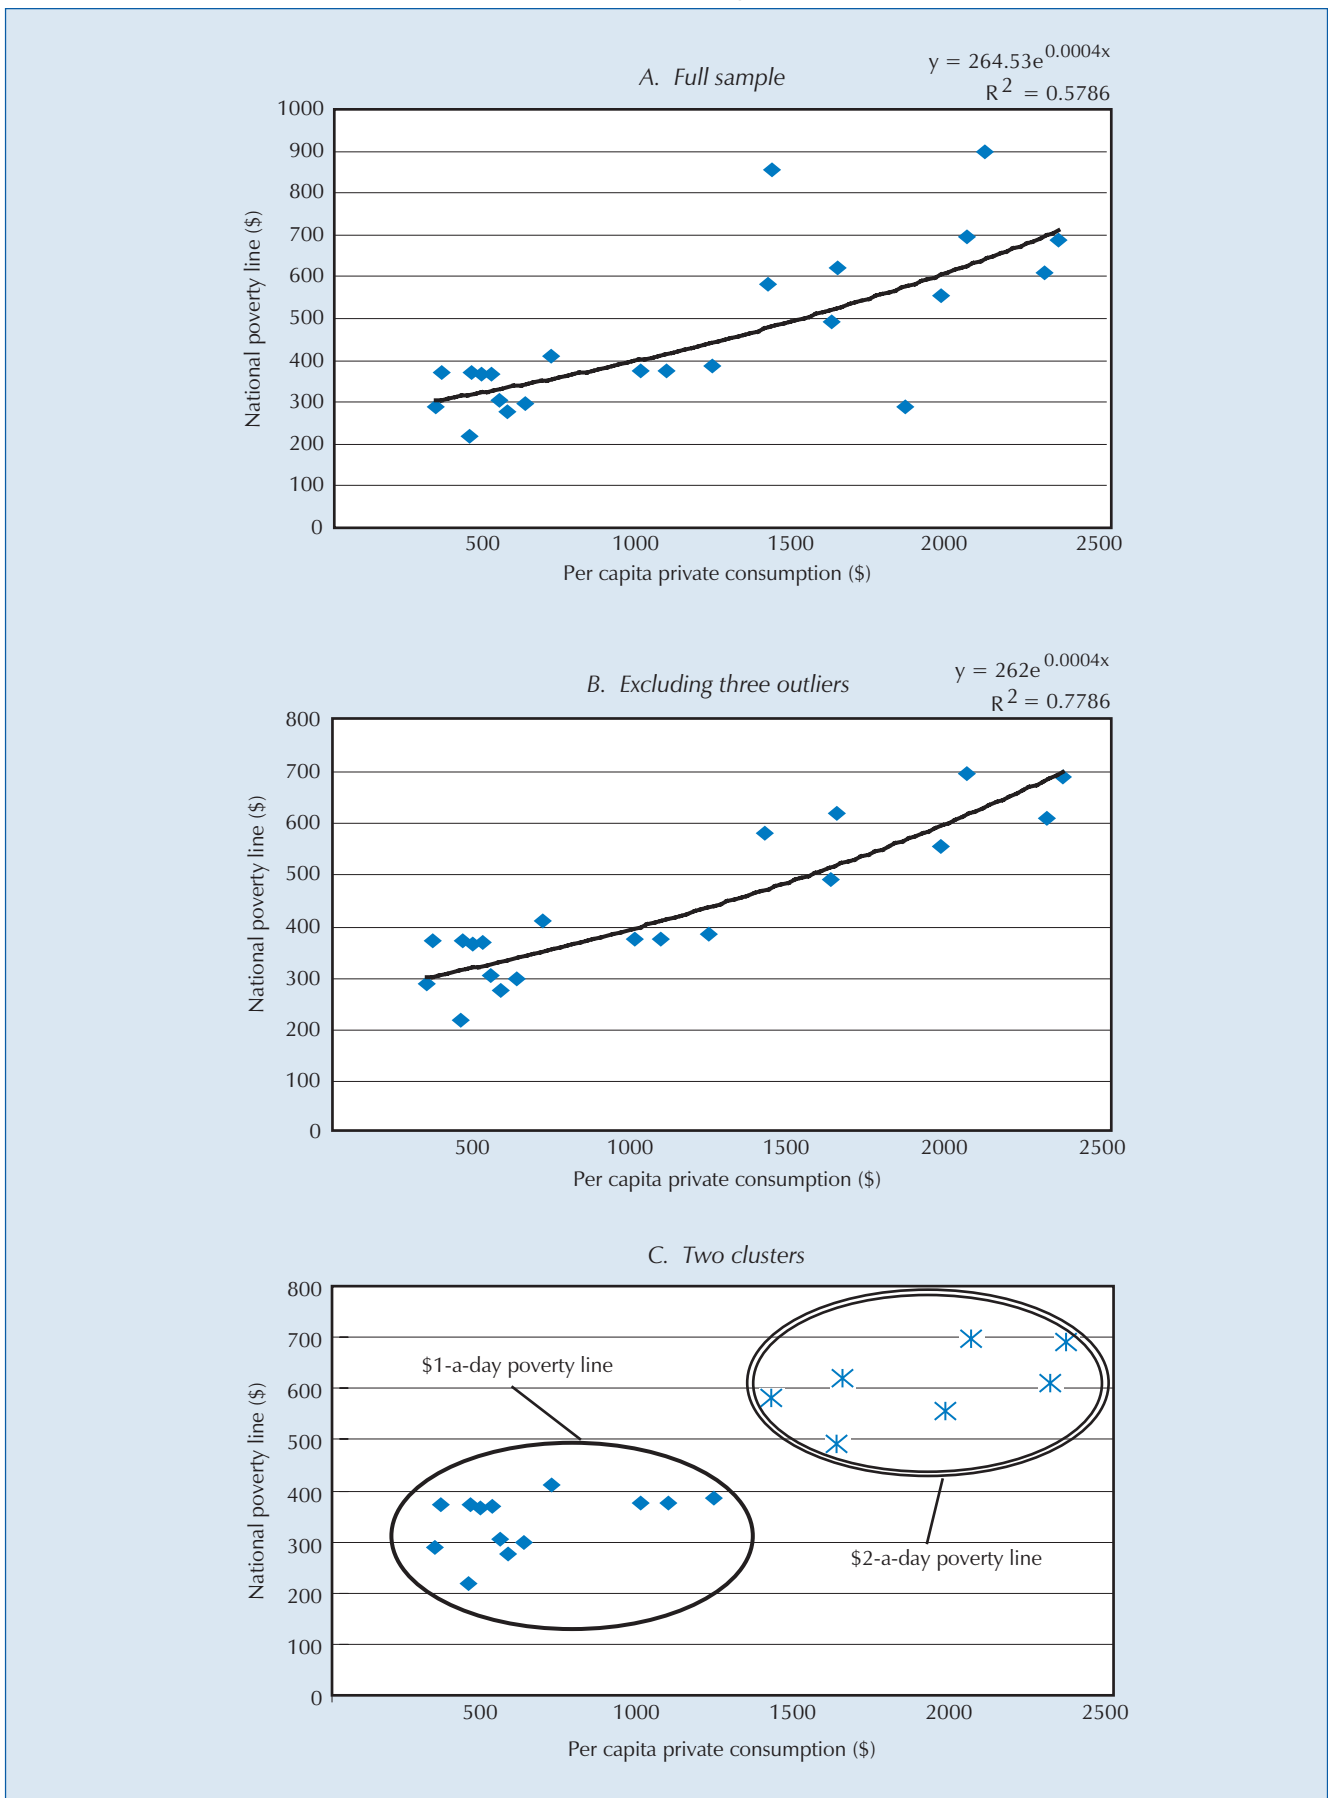 A. Full sample
y = 264.53e^0.0004x
R^2 = 0.5786
1000
900
800
700
600
500
400
300
200
100
0
National poverty line ($)
500 1000 1500 2000 2500
Per capita private consumption ($)
B. Excluding three outliers
y = 262e^0.0004x
R^2 = 0.7786
800
700
600
500
400
300
200
100
0
National poverty line ($)
500 1000 1500 2000 2500
Per capita private consumption ($)
C. Two clusters
800
700
600
500
400
300
200
100
0
National poverty line ($)
$1-a-day poverty line
$2-a-day poverty line
500 1000 1500 2000 2500
Per capita private consumption ($)